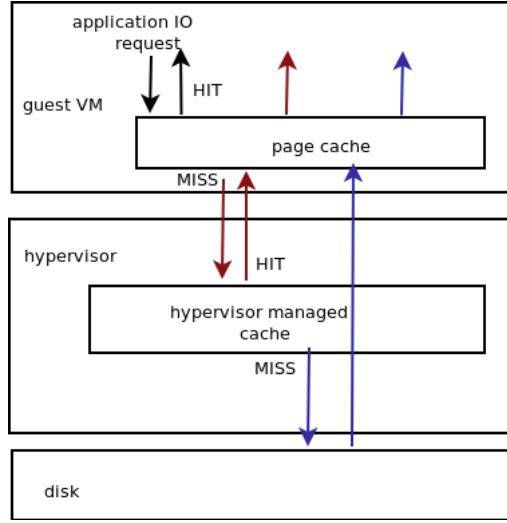 application IO
request
HIT
guest VM
page cache
MISS
hypervisor
HIT
hypervisor managed
cache
MISS
disk